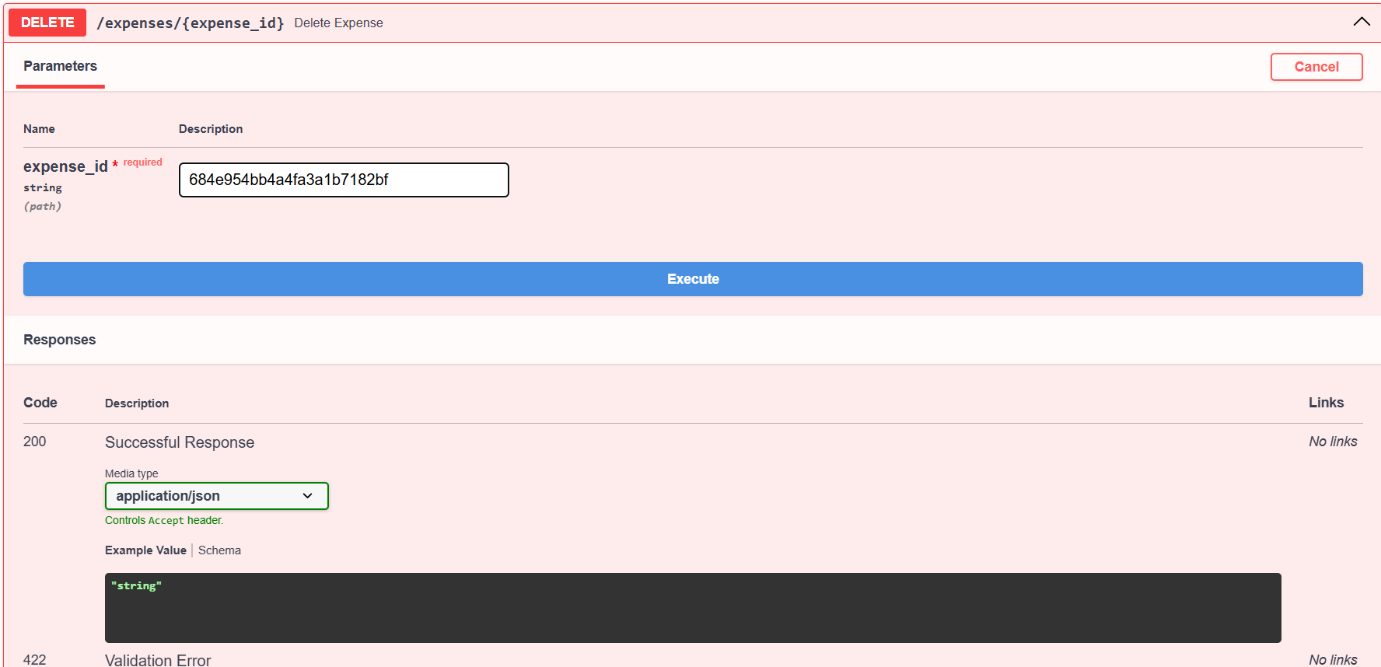 DELETE /expenses/{expense_id} Delete Expense
Parameters
Cancel
Name Description
expense_id * required
string
(path)
684e954bb4a4fa3a1b7182bf
Execute
Responses
Code Description Links
200 Successful Response No links
Media type
application/json
Controls Accept header.
Example Value Schema
"string"
422 Validation Error No links